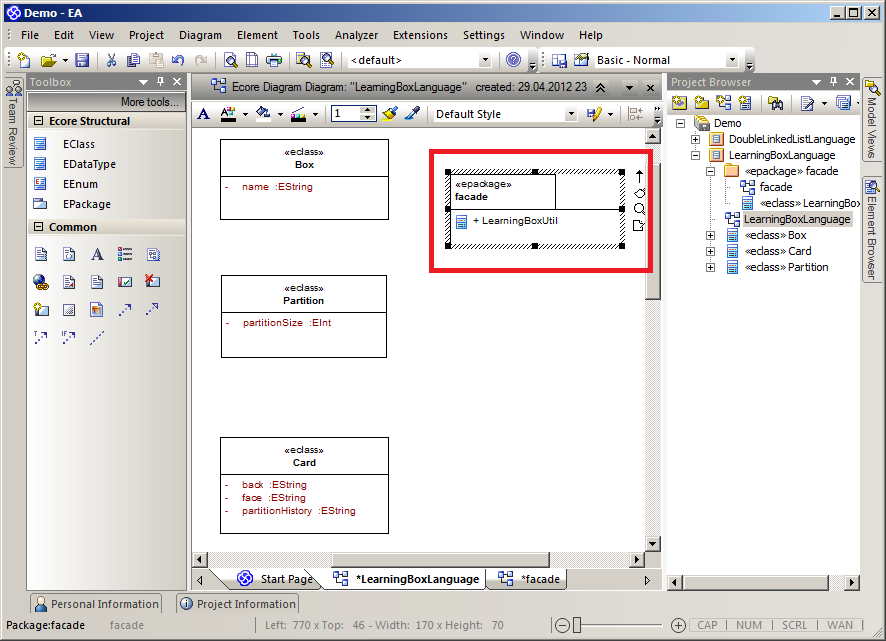 Demo - EA
File Edit View Project Diagram Element Tools Analyzer Extensions Settings Window Help
<default>
Basic - Normal
Team Review
Toolbox
More tools...
Ecore Structural
EClass
EDataType
EEnum
EPackage
Common
Ecore Diagram Diagram: "LearningBoxLanguage" created: 29.04.2012 23
1
Default Style
«eclass»
Box
- name :EString
«epackage»
facade
+ LearningBoxUtil
«eclass»
Partition
- partitionSize :EInt
«eclass»
Card
- back :EString
- face :EString
- partitionHistory :EString
Start Page
*LearningBoxLanguage
*facade
Project Browser
Demo
DoubleLinkedListLanguage
LearningBoxLanguage
«epackage» facade
facade
«eclass» LearningBox
LearningBoxLanguage
«eclass» Box
«eclass» Card
«eclass» Partition
Model Views
Element Browser
Personal Information
Project Information
Package:facade
facade
Left: 770 x Top: 46 - Width: 170 x Height: 70
CAP
NUM
SCRL
WAN